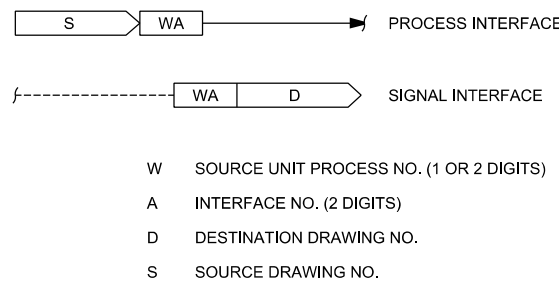 S WA PROCESS INTERFACE
WA D SIGNAL INTERFACE
W SOURCE UNIT PROCESS NO. (1 OR 2 DIGITS)
A INTERFACE NO. (2 DIGITS)
D DESTINATION DRAWING NO.
S SOURCE DRAWING NO.